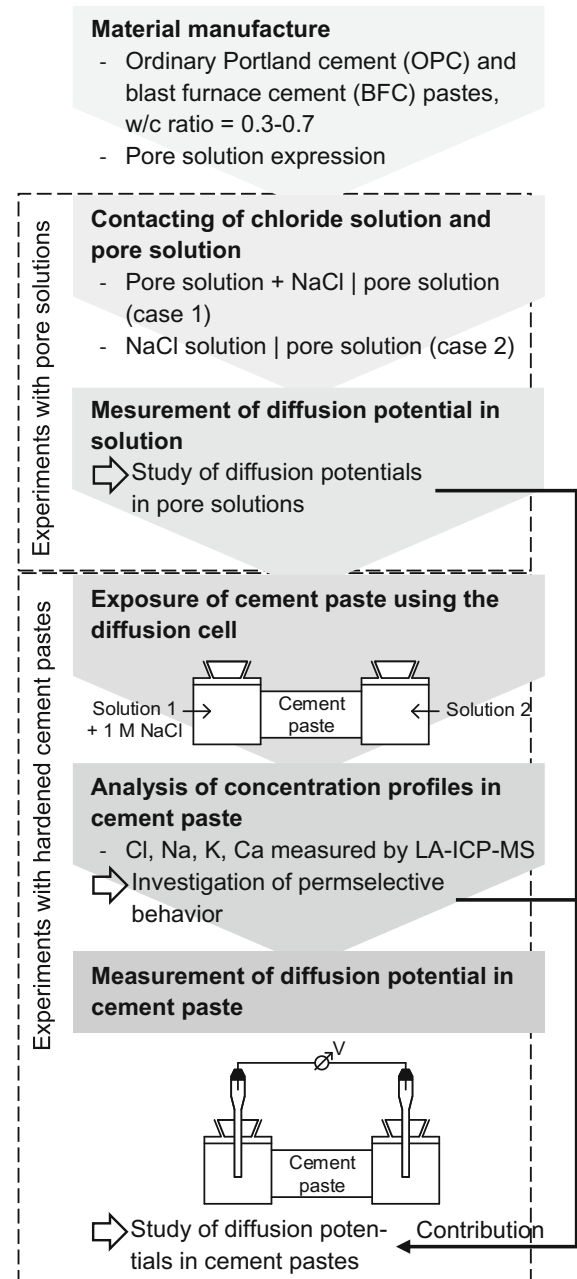 Material manufacture
- Ordinary Portland cement (OPC) and
blast furnace cement (BFC) pastes,
w/c ratio = 0.3-0.7
- Pore solution expression
Experiments with pore solutions
Contacting of chloride solution and
pore solution
- Pore solution + NaCl | pore solution
(case 1)
- NaCl solution | pore solution (case 2)
Mesurement of diffusion potential in
solution
Study of diffusion potentials
in pore solutions
Experiments with hardened cement pastes
Exposure of cement paste using the
diffusion cell
Solution 1
+ 1 M NaCl
Cement
paste
Solution 2
Analysis of concentration profiles in
cement paste
- Cl, Na, K, Ca measured by LA-ICP-MS
Investigation of permselective
behavior
Measurement of diffusion potential in
cement paste
V
Cement
paste
Study of diffusion poten-
tials in cement pastes
Contribution